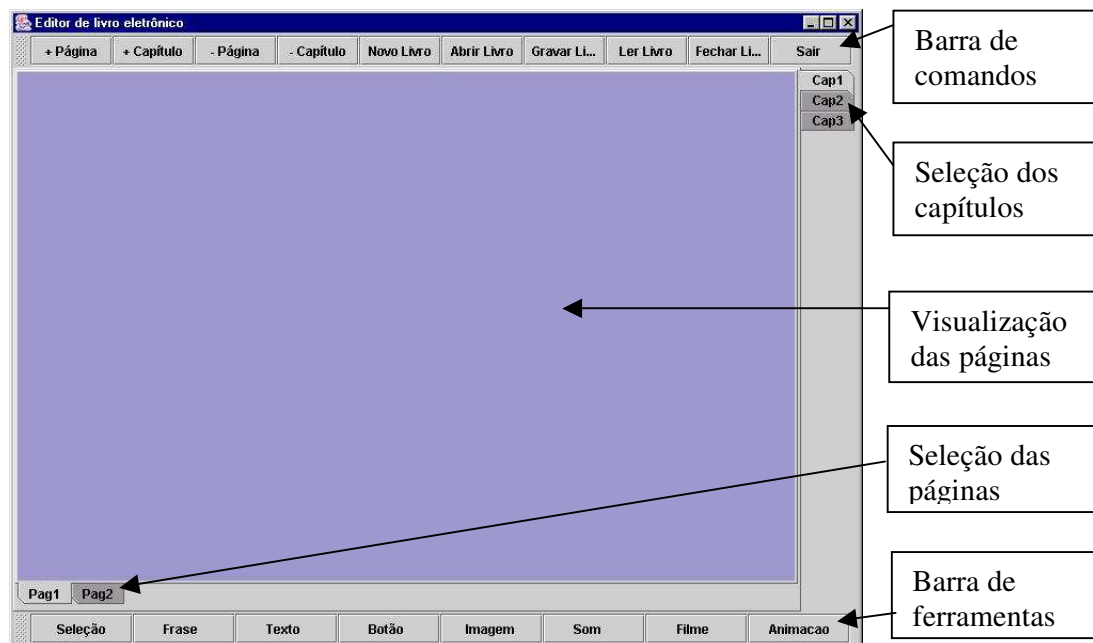 Editor de livro eletrônico
+ Página + Capítulo - Página - Capítulo Novo Livro Abrir Livro Gravar Li... Ler Livro Fechar Li... Sair
Cap1
Cap2
Cap3
Pag1 Pag2
Seleção Frase Texto Botão Imagem Som Filme Animacao
Barra de
comandos
Seleção dos
capítulos
Visualização
das páginas
Seleção das
páginas
Barra de
ferramentas